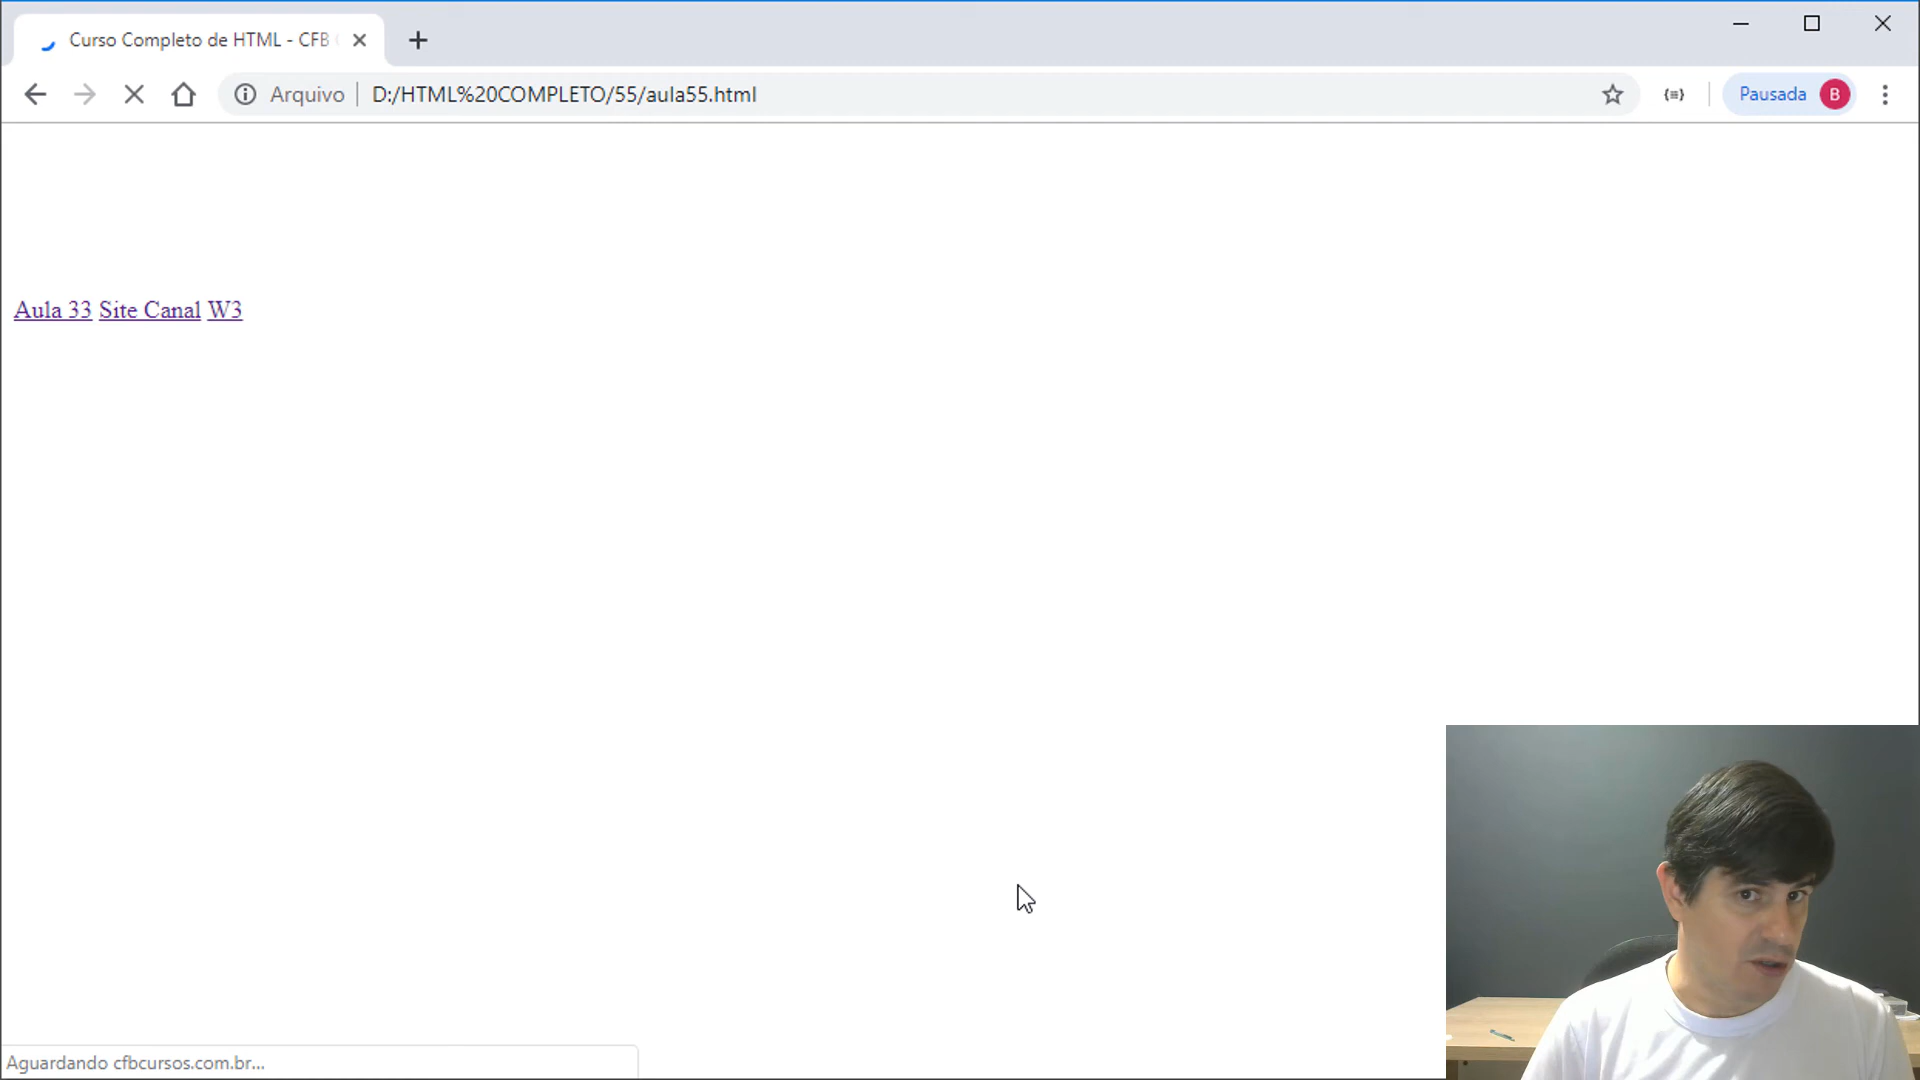 Curso Completo de HTML - CFB
Arquivo D:/HTML%20COMPLETO/55/aula55.html
Pausada B
Aula 33 Site Canal W3
Aguardando cfbcursos.com.br...